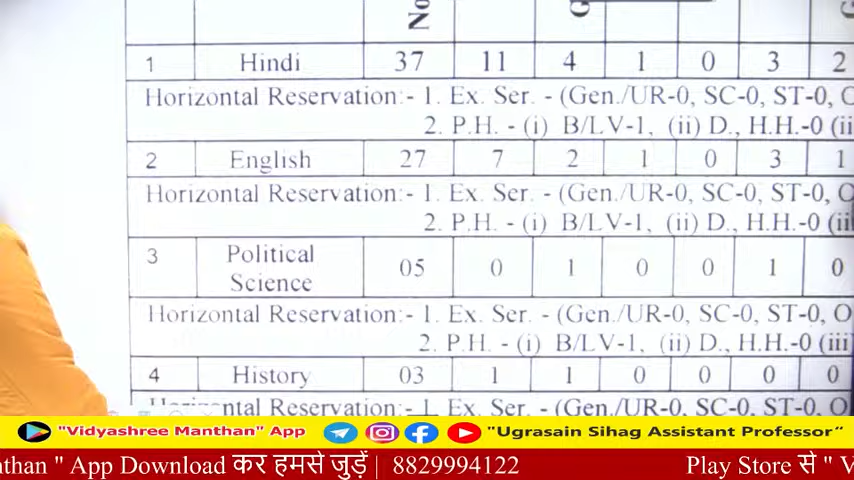 No
G
G
1 Hindi 37 11 4 1 0 3 2
Horizontal Reservation:- 1. Ex. Ser. - (Gen./UR-0, SC-0, ST-0, O
2. P.H. - (i) B/LV-1, (ii) D., H.H.-0 (ii
2 English 27 7 2 1 0 3 1
Horizontal Reservation:- 1. Ex. Ser. - (Gen./UR-0, SC-0, ST-0, O
2. P.H. - (i) B/LV-1, (ii) D., H.H.-0 (iii
3 Political Science 05 0 1 0 0 1 0
Horizontal Reservation:- 1. Ex. Ser. - (Gen./UR-0, SC-0, ST-0, O
2. P.H. - (i) B/LV-1, (ii) D., H.H.-0 (iii)
4 History 03 1 1 0 0 0 0
Horizontal Reservation:- 1. Ex. Ser. - (Gen./UR-0, SC-0, ST-0, O
"Vidyashree Manthan" App "Ugrasain Sihag Assistant Professor"
nthan " App Download कर हमसे जुड़ें | 8829994122 Play Store से " V